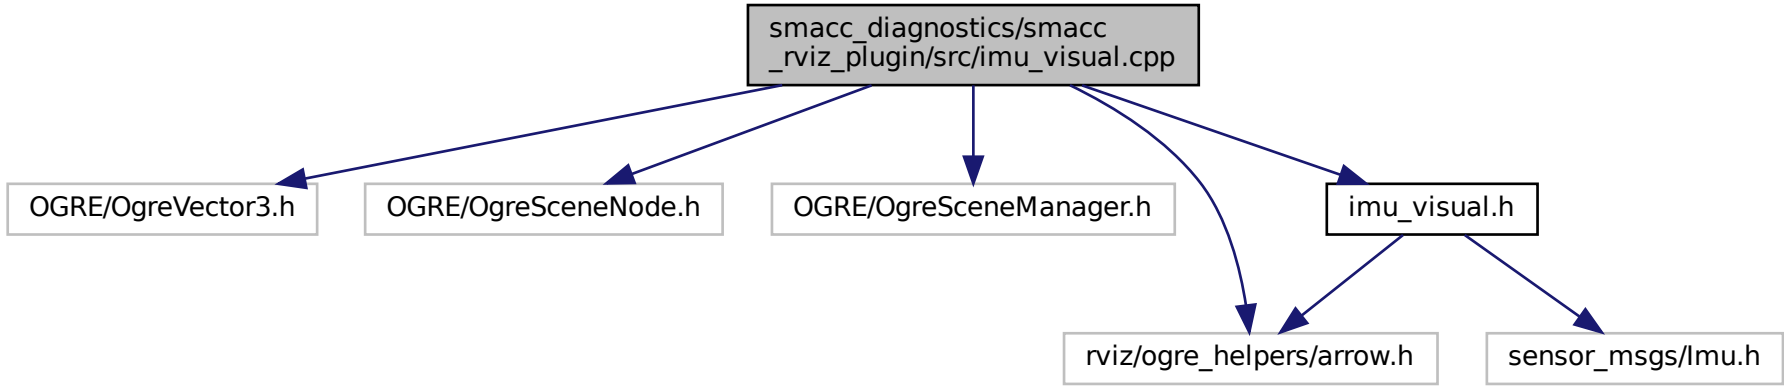 smacc_diagnostics/smacc
_rviz_plugin/src/imu_visual.cpp
OGRE/OgreVector3.h
OGRE/OgreSceneNode.h
OGRE/OgreSceneManager.h
imu_visual.h
rviz/ogre_helpers/arrow.h
sensor_msgs/Imu.h